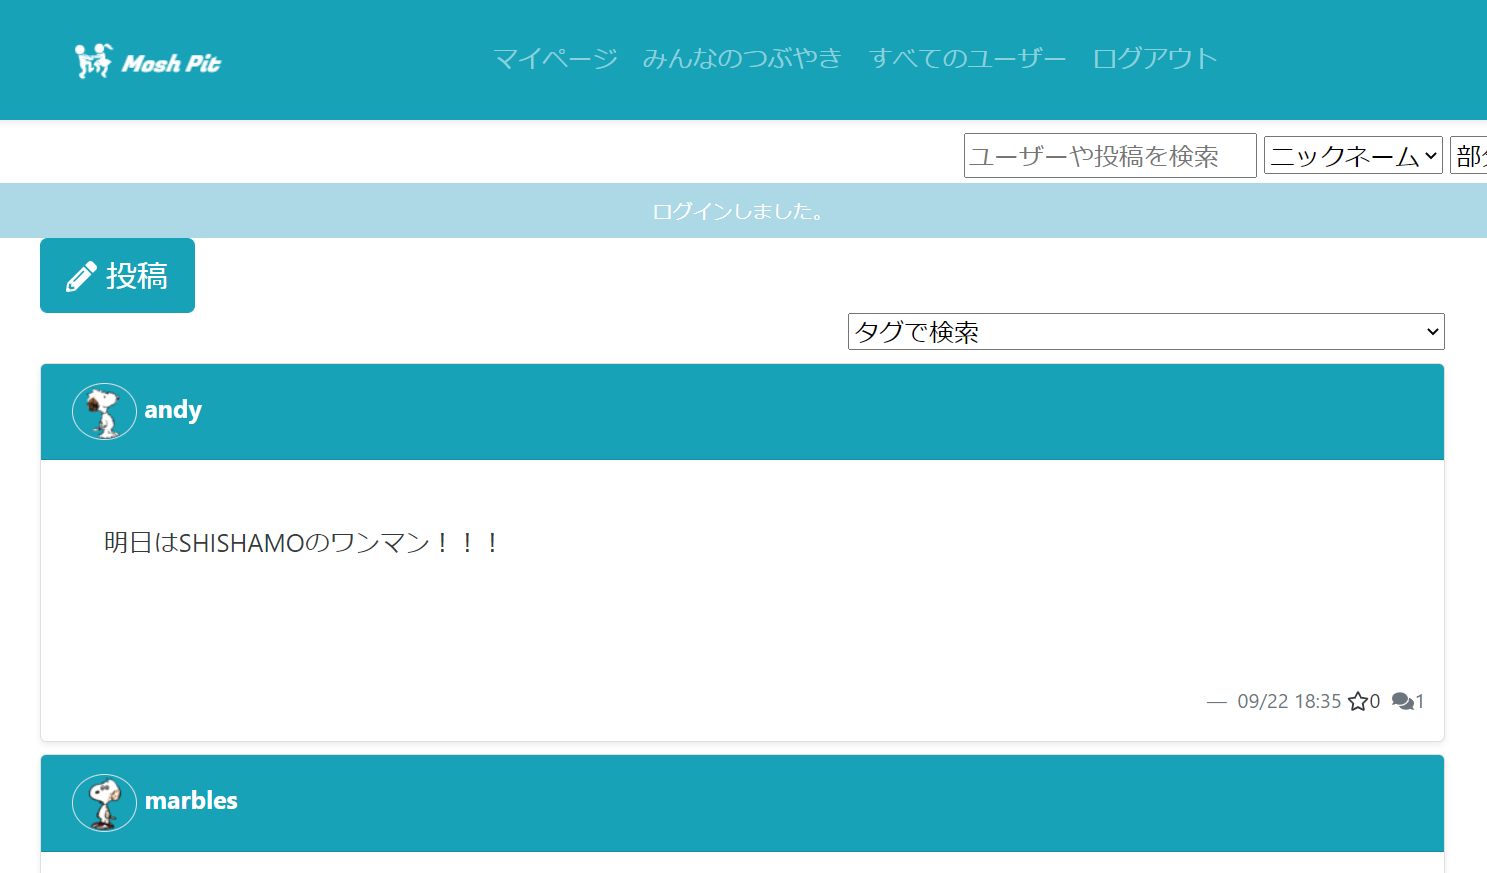 Mosh Pit
マイページ みんなのつぶやき すべてのユーザー ログアウト
ユーザーや投稿を検索 ニックネーム 部
ログインしました。
投稿
タグで検索
andy
明日はSHISHAMOのワンマン！！！
— 09/22 18:35 0 1
marbles